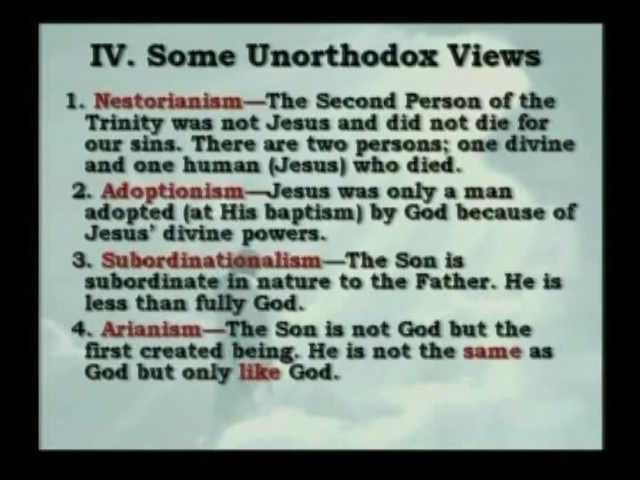 IV. Some Unorthodox Views
1. Nestorianism—The Second Person of the
Trinity was not Jesus and did not die for
our sins. There are two persons; one divine
and one human (Jesus) who died.
2. Adoptionism—Jesus was only a man
adopted (at His baptism) by God because of
Jesus’ divine powers.
3. Subordinationalism—The Son is
subordinate in nature to the Father. He is
less than fully God.
4. Arianism—The Son is not God but the
first created being. He is not the same as
God but only like God.